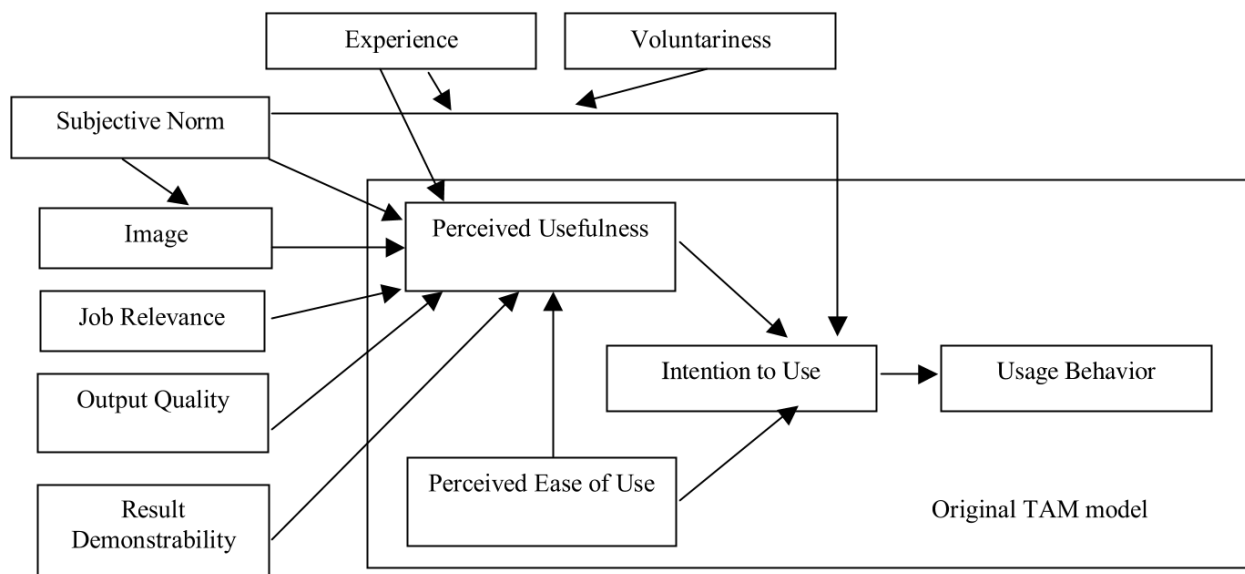 Experience
Voluntariness
Subjective Norm
Image
Perceived Usefulness
Job Relevance
Intention to Use
Usage Behavior
Output Quality
Perceived Ease of Use
Result
Demonstrability
Original TAM model